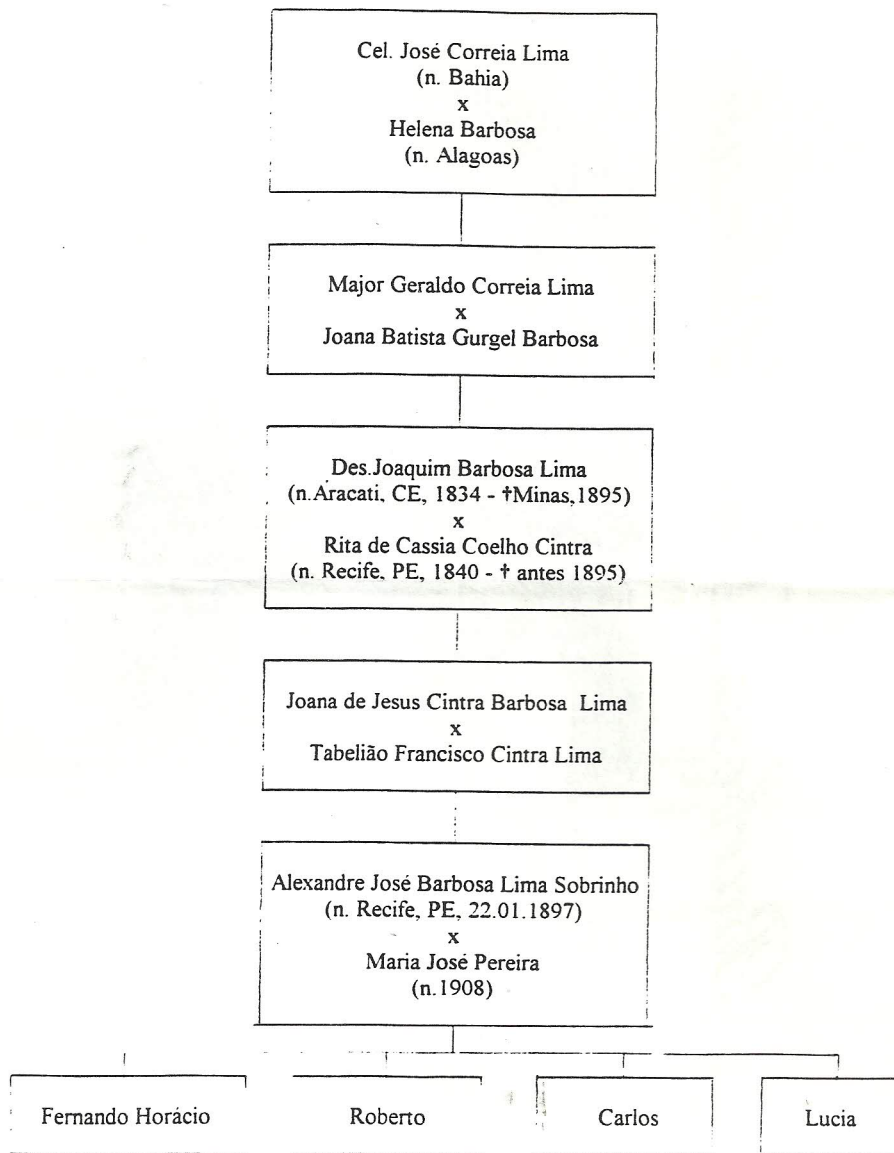 Cel. José Correia Lima
(n. Bahia)
x
Helena Barbosa
(n. Alagoas)
Major Geraldo Correia Lima
x
Joana Batista Gurgel Barbosa
Des.Joaquim Barbosa Lima
(n.Aracati, CE, 1834 - †Minas,1895)
x
Rita de Cassia Coelho Cintra
(n. Recife, PE, 1840 - † antes 1895)
Joana de Jesus Cintra Barbosa Lima
x
Tabelião Francisco Cintra Lima
Alexandre José Barbosa Lima Sobrinho
(n. Recife, PE, 22.01.1897)
x
Maria José Pereira
(n.1908)
Fernando Horácio
Roberto
Carlos
Lucia